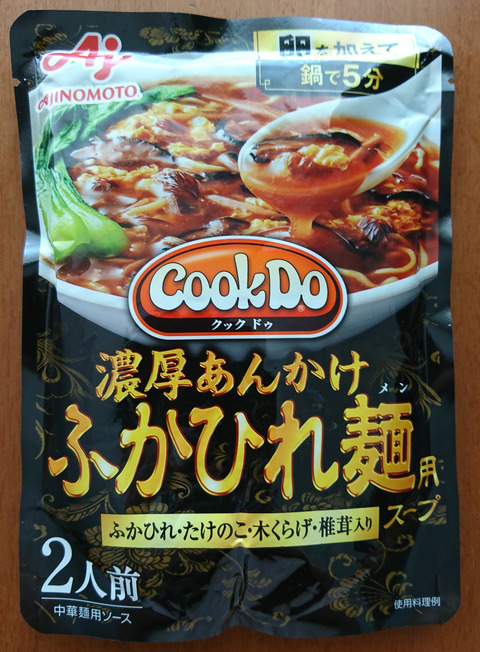 Aj
AJINOMOTO®
卵を加えて
鍋で5分
CookDo®
クックドゥ
濃厚あんかけ
メン
ふかひれ麺用
スープ
ふかひれ・たけのこ・木くらげ・椎茸入り
2人前
中華麺用ソース
使用料理例